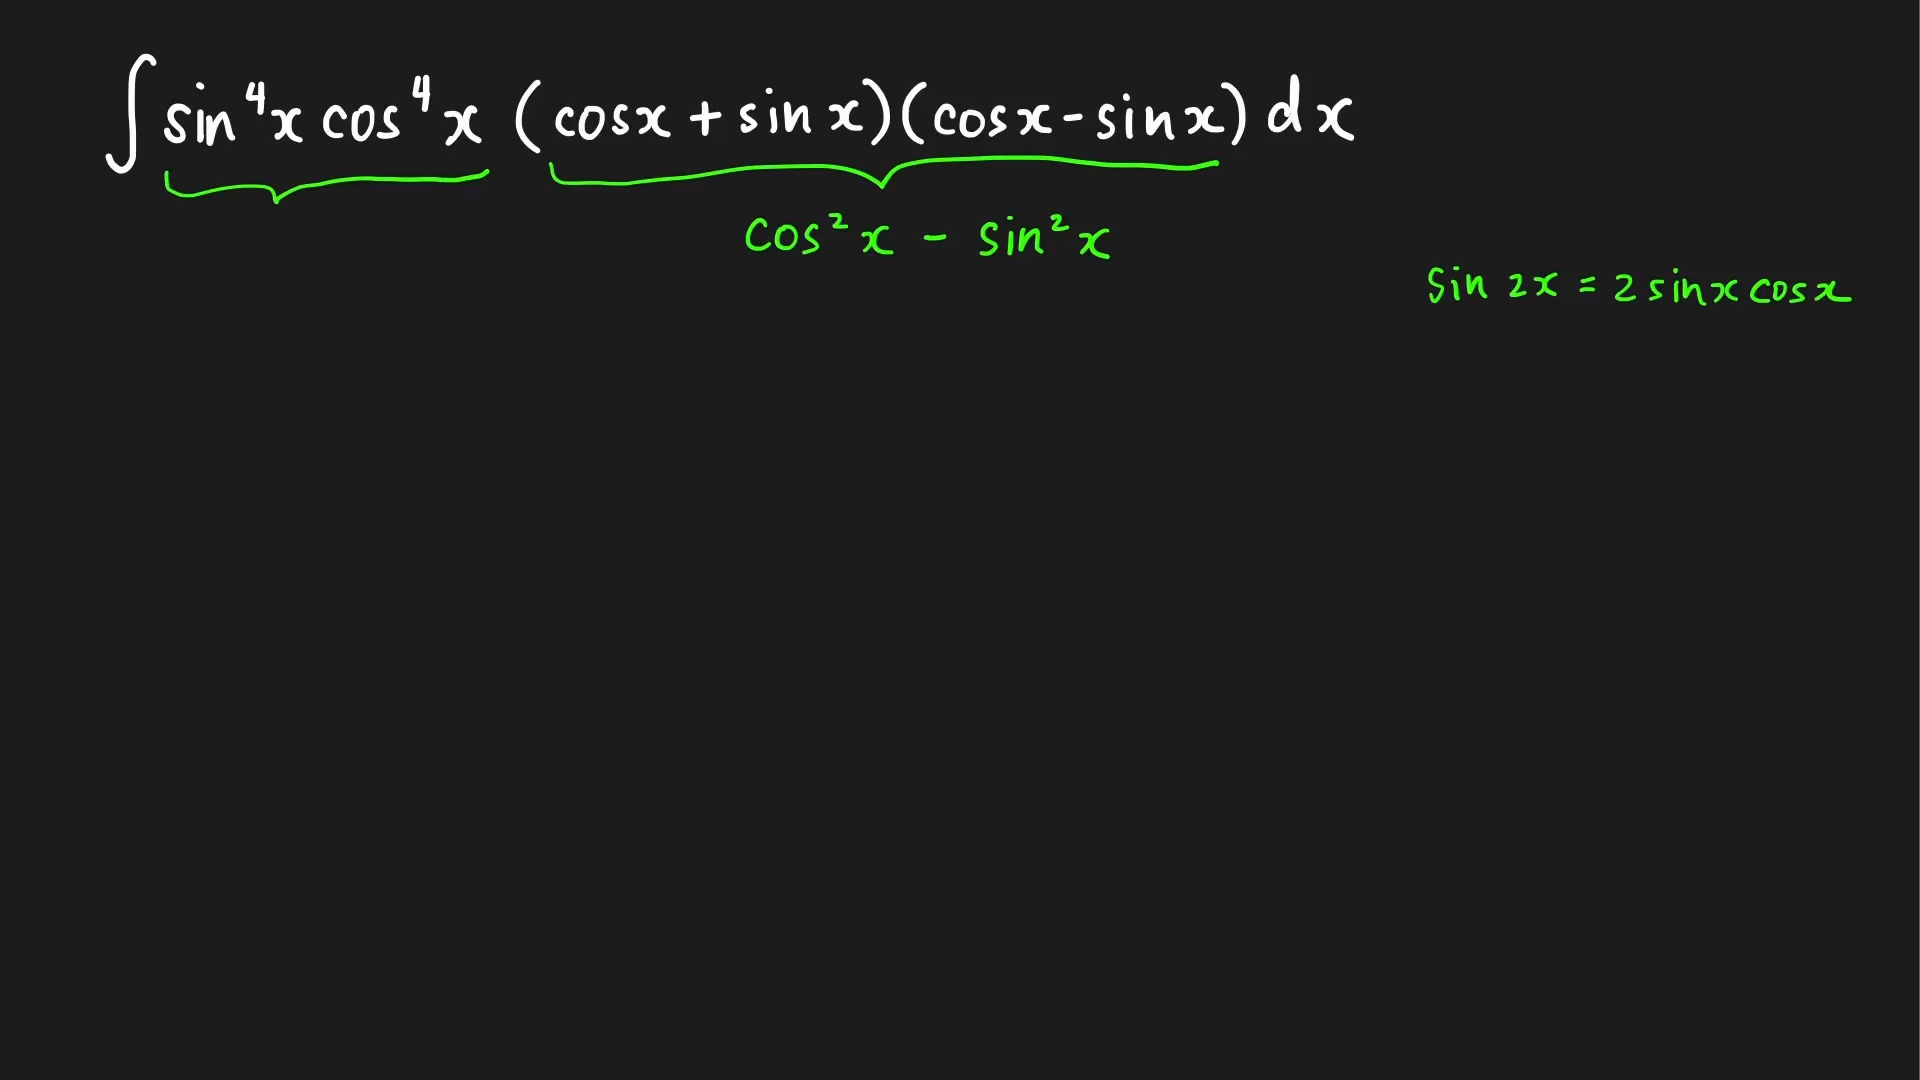 ∫ sin⁴x cos⁴x (cosx + sin x)(cosx - sinx) dx
cos²x - sin²x
sin 2x = 2 sinx cosx